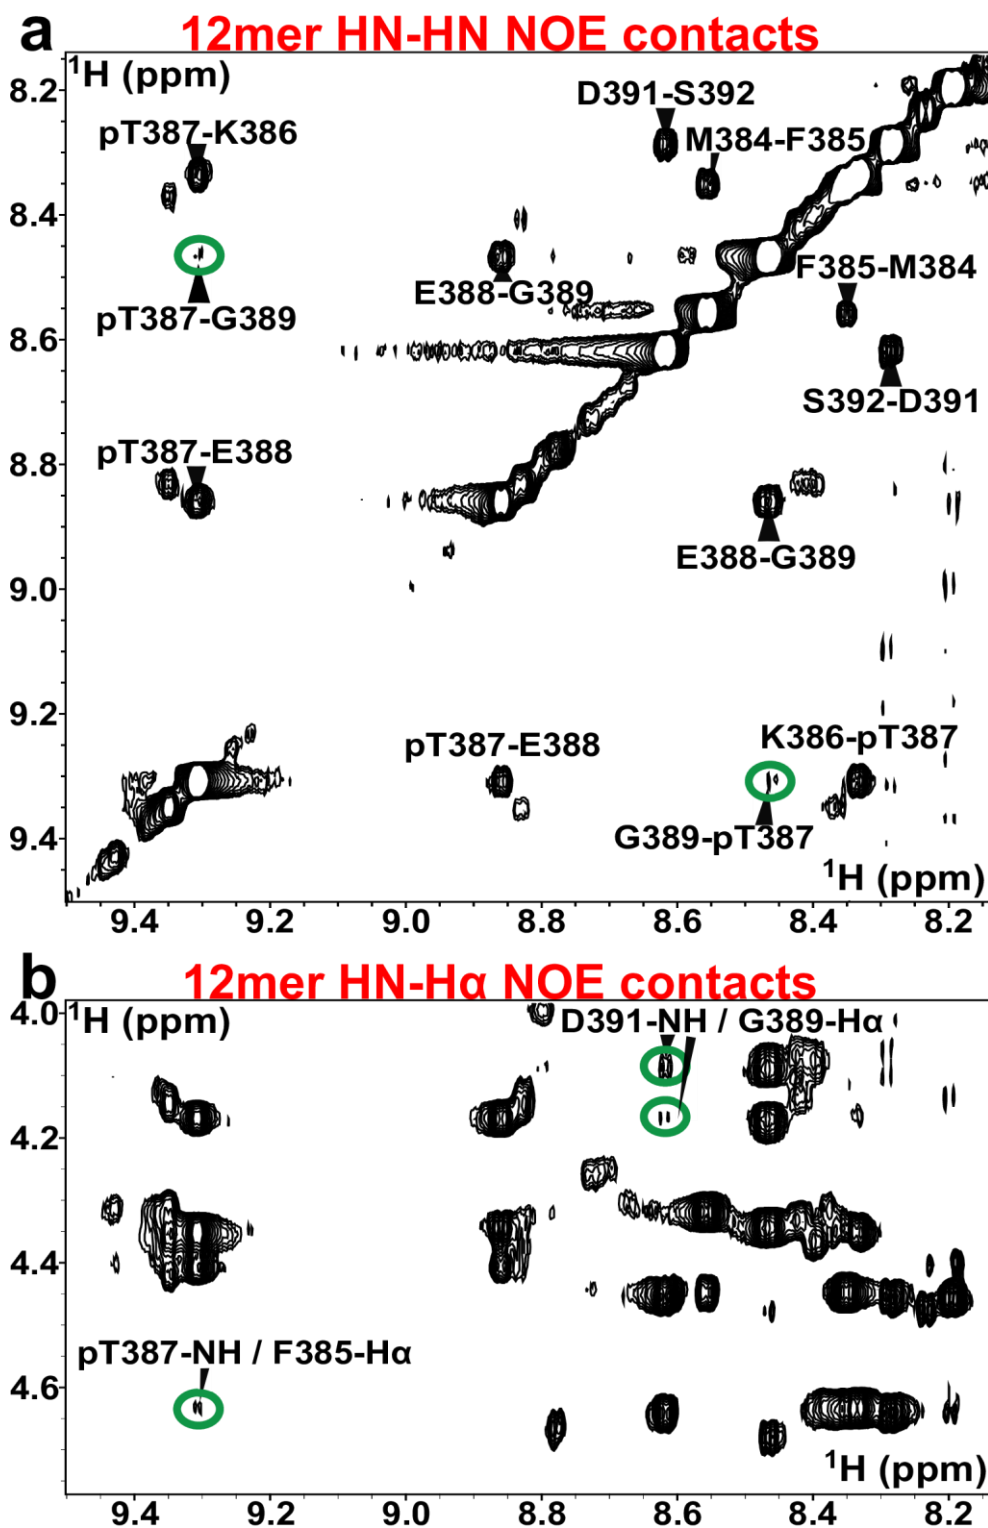 a 12mer HN-HN NOE contacts
¹H (ppm)
8.2
8.4
8.6
8.8
9.0
9.2
9.4
D391-S392
pT387-K386
M384-F385
F385-M384
pT387-G389
E388-G389
S392-D391
pT387-E388
E388-G389
pT387-E388
K386-pT387
G389-pT387
¹H (ppm)
9.4 9.2 9.0 8.8 8.6 8.4 8.2
b 12mer HN-Hα NOE contacts
¹H (ppm)
4.0
4.2
4.4
4.6
D391-NH / G389-Hα
pT387-NH / F385-Hα
¹H (ppm)
9.4 9.2 9.0 8.8 8.6 8.4 8.2